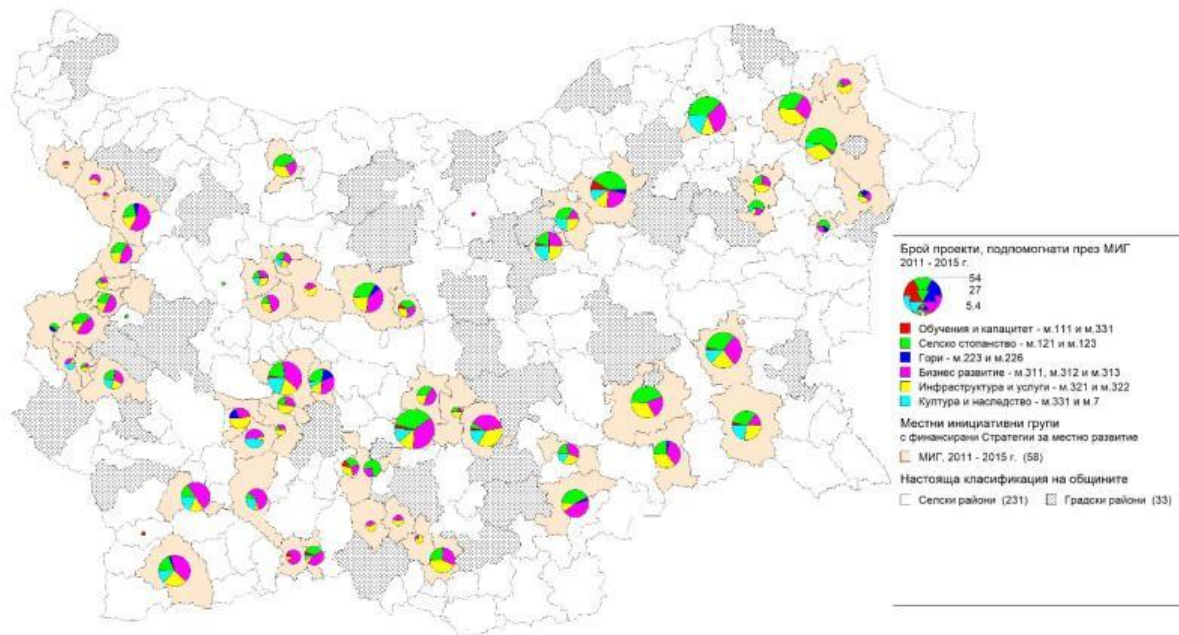 Брой проекти, подпомогнати през МИГ
2011 - 2015 г.
54
27
5.4
Обучения и капацитет - м.111 и м.331
Селско стопанство - м.121 и м.123
Гори - м.223 и м.226
Бизнес развитие - м.311, м.312 и м.313
Инфраструктура и услуги - м.321 и м.322
Култура и наследство - м.331 и м.7
Местни инициативни групи
с финансирани Стратегии за местно развитие
МИГ, 2011 - 2015 г. (58)
Настояща класификация на общините
Селски райони (231) Градски райони (33)